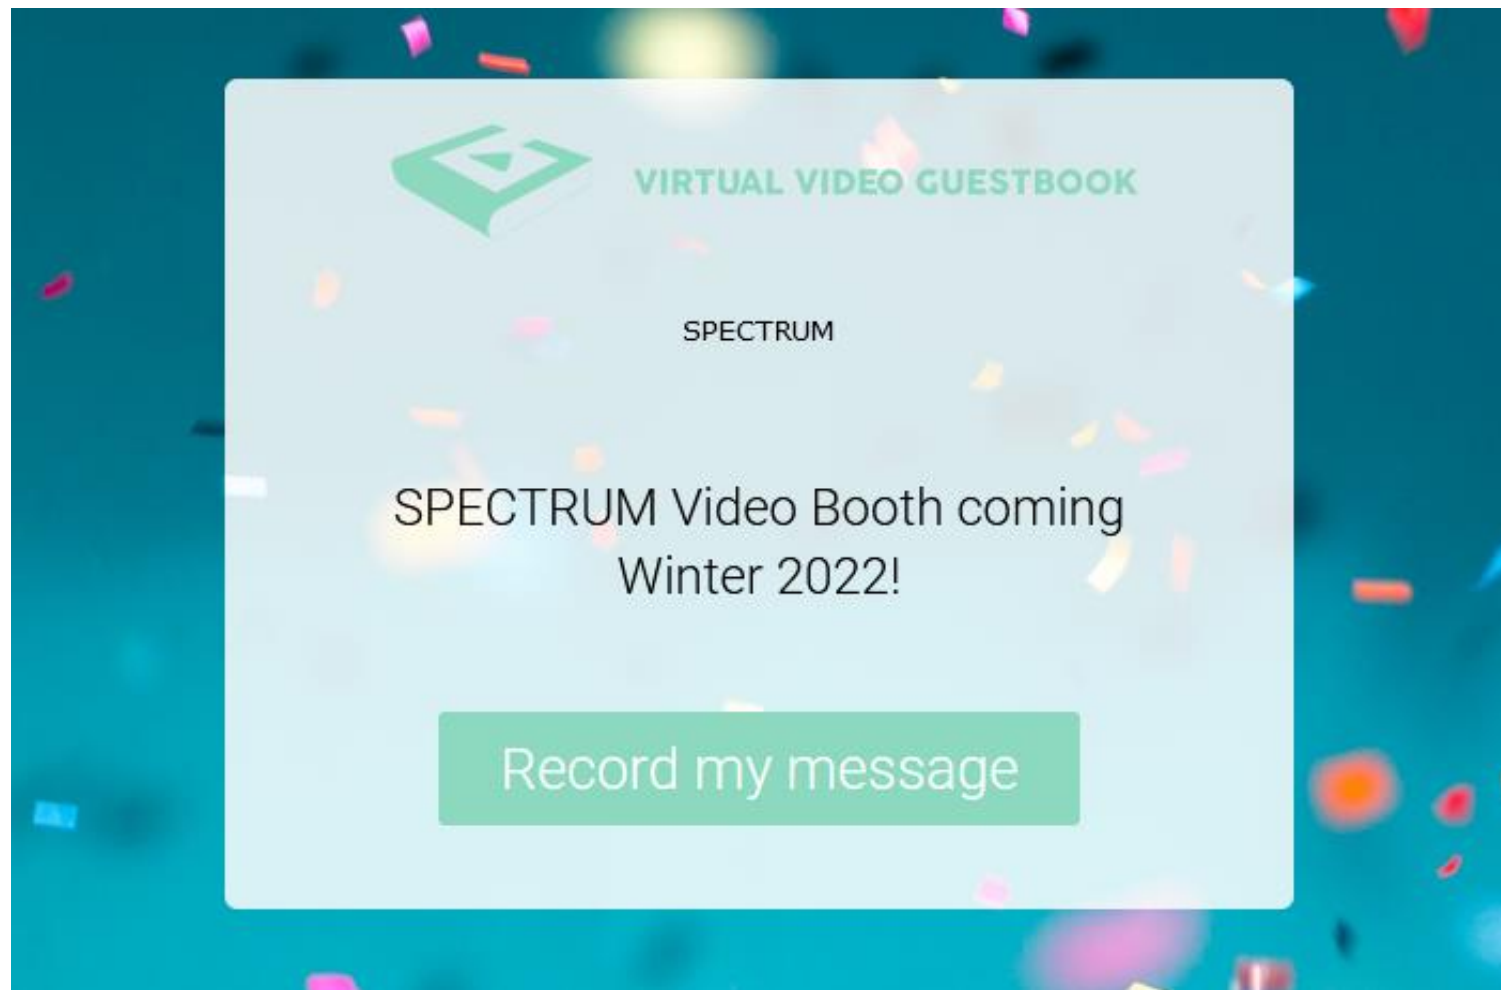 VIRTUAL VIDEO GUESTBOOK
SPECTRUM
SPECTRUM Video Booth coming
Winter 2022!
Record my message